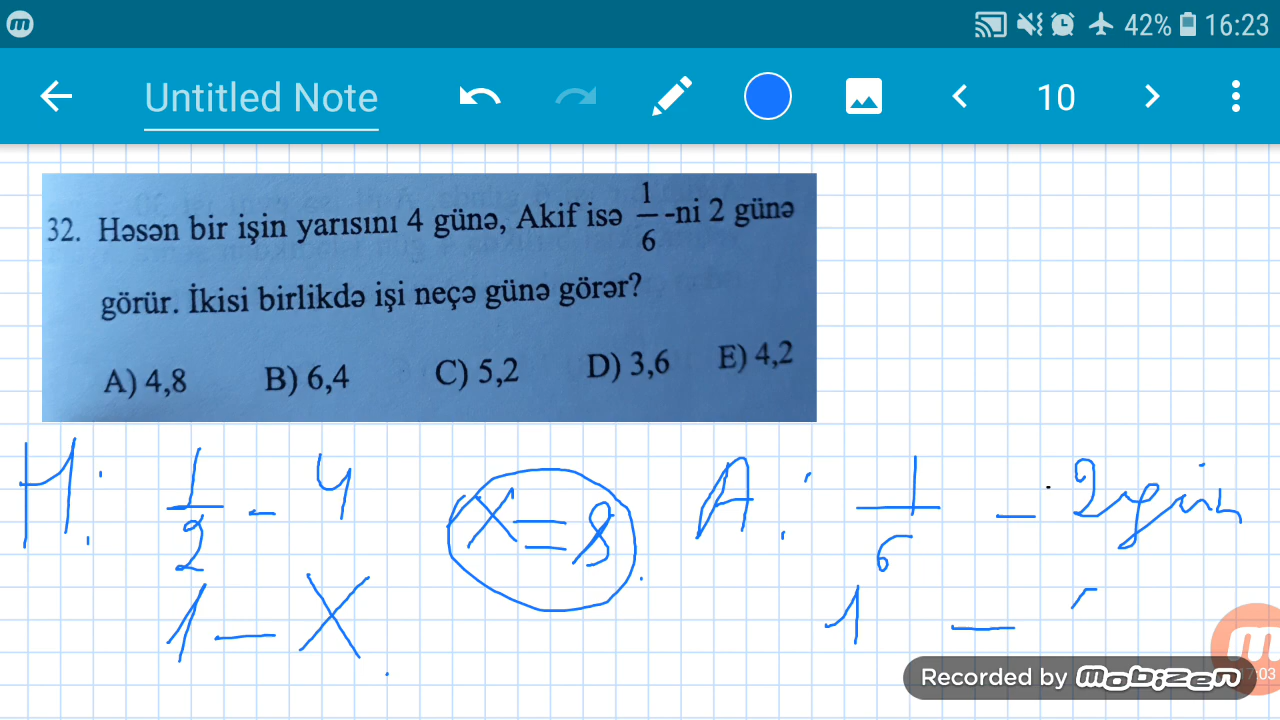 42% 16:23
Untitled Note 10
32. Həsən bir işin yarısını 4 günə, Akif isə 1/6 -ni 2 günə
görür. İkisi birlikdə işi neçə günə görər?
A) 4,8 B) 6,4 C) 5,2 D) 3,6 E) 4,2
H: 1/2 - 4 X=8 A: 1/6 - 2 gün
1 - X 1 -
Recorded by mobizen
17:03